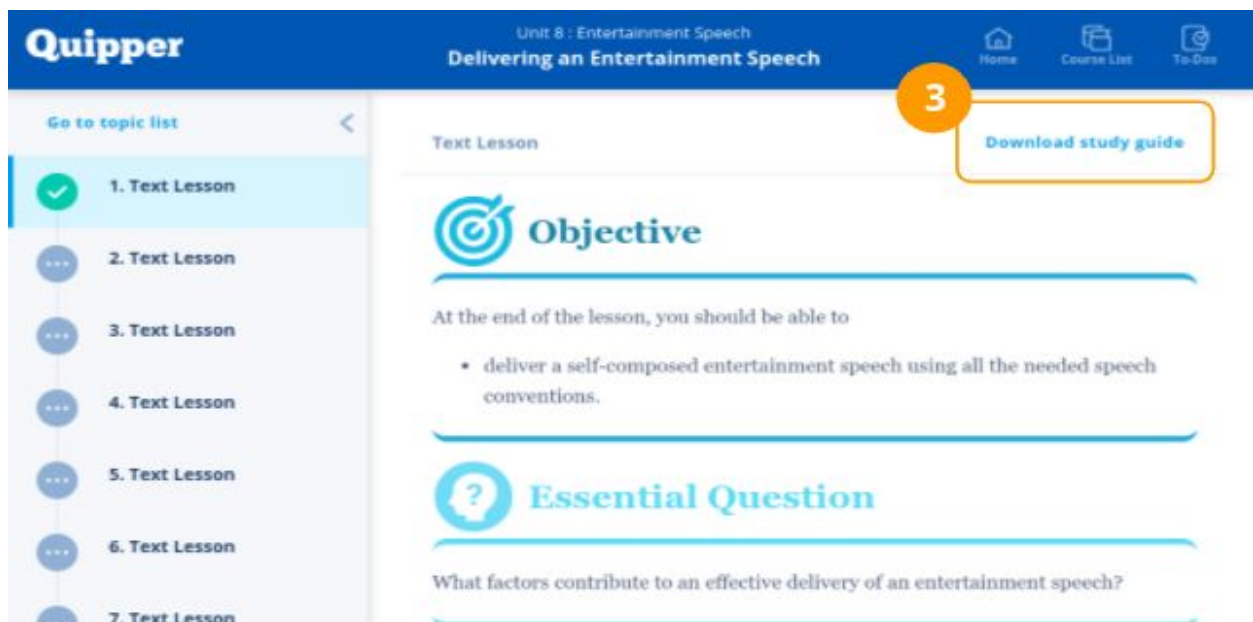 Quipper
Unit 8 : Entertainment Speech
Delivering an Entertainment Speech
Home
Course List
To-Dos
Go to topic list
<
1. Text Lesson
2. Text Lesson
3. Text Lesson
4. Text Lesson
5. Text Lesson
6. Text Lesson
7. Text Lesson
Text Lesson
3
Download study guide
Objective
At the end of the lesson, you should be able to
• deliver a self-composed entertainment speech using all the needed speech
conventions.
?
Essential Question
What factors contribute to an effective delivery of an entertainment speech?